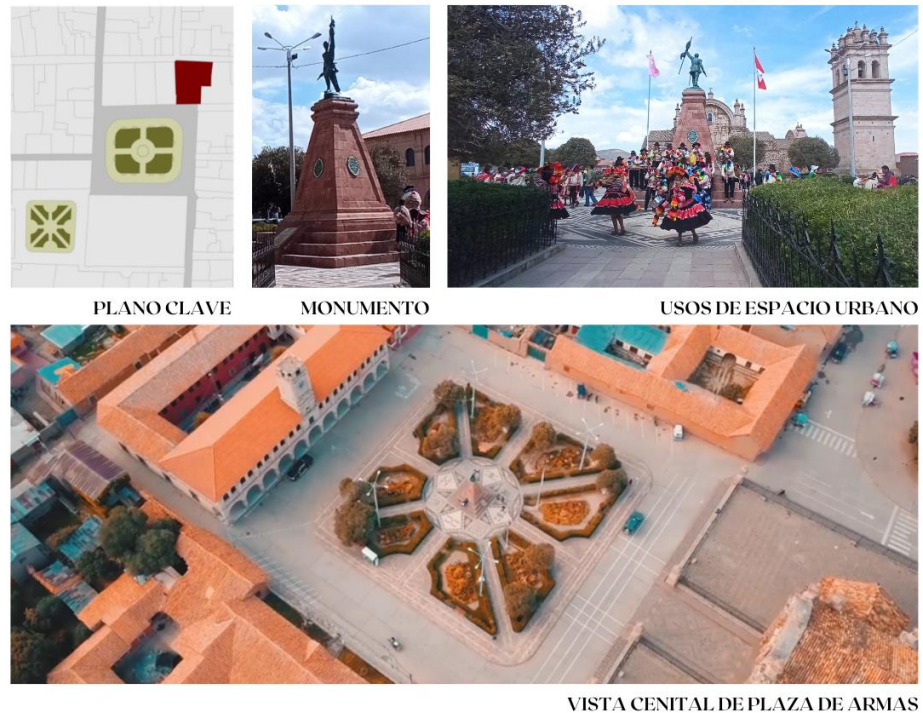 PLANO CLAVE
MONUMENTO
USOS DE ESPACIO URBANO
VISTA CENITAL DE PLAZA DE ARMAS